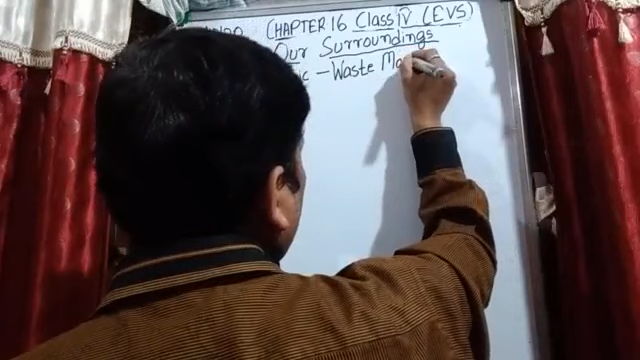 (CHAPTER 16 Class IV (EVS)
Our Surroundings
- Waste Ma